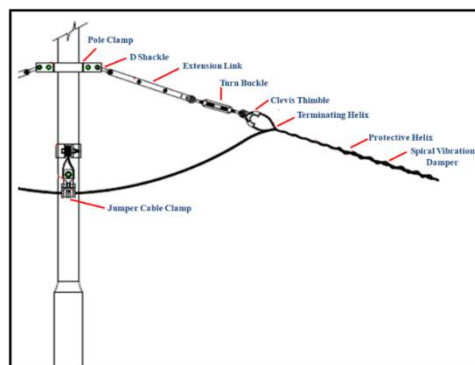 Pole Clamp
D Shackle
Extension Link
Turn Buckle
Clevis Thimble
Terminating Helix
Protective Helix
Spiral Vibration
Damper
Jumper Cable Clamp